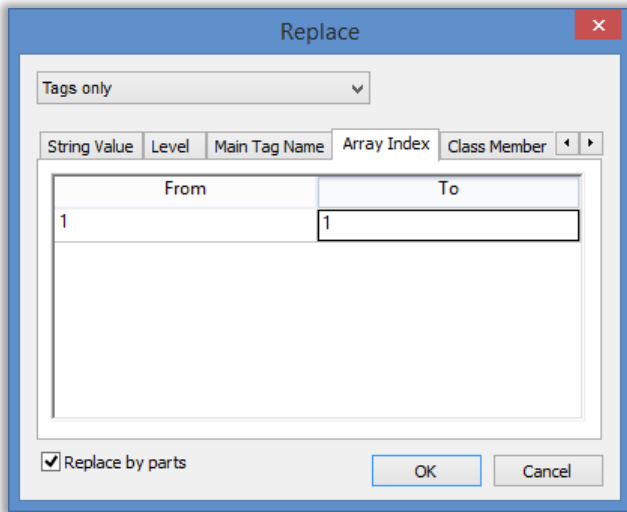 Replace
Tags only
String Value Level Main Tag Name Array Index Class Member
From To
1 1
Replace by parts OK Cancel